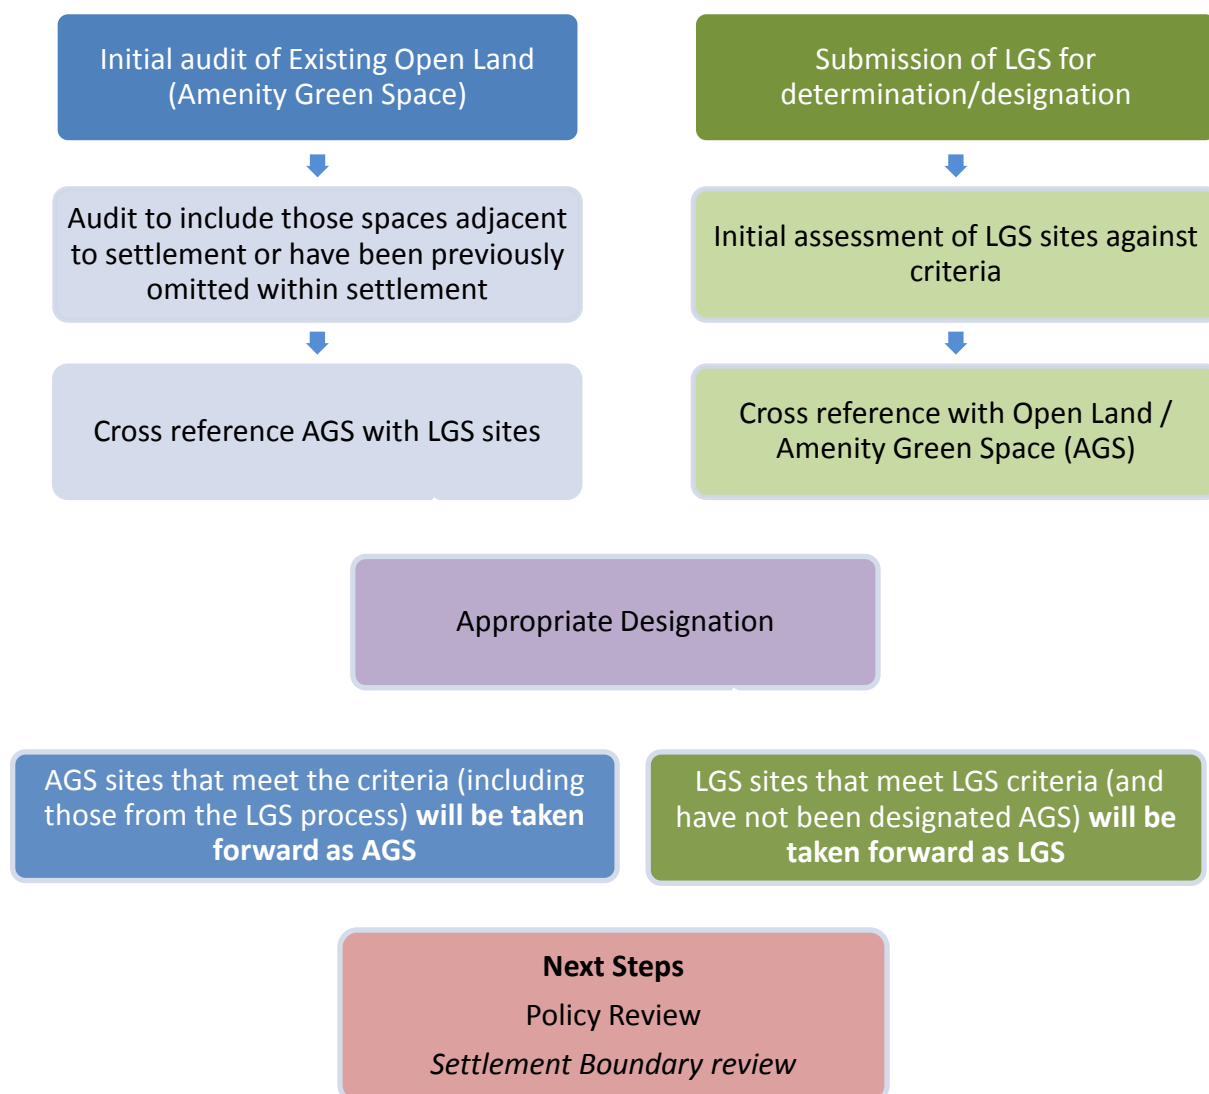 Initial audit of Existing Open Land
(Amenity Green Space)
Submission of LGS for
determination/designation
Audit to include those spaces adjacent
to settlement or have been previously
omitted within settlement
Initial assessment of LGS sites against
criteria
Cross reference AGS with LGS sites
Cross reference with Open Land /
Amenity Green Space (AGS)
Appropriate Designation
AGS sites that meet the criteria (including
those from the LGS process) will be taken
forward as AGS
LGS sites that meet LGS criteria (and
have not been designated AGS) will be
taken forward as LGS
Next Steps
Policy Review
Settlement Boundary review